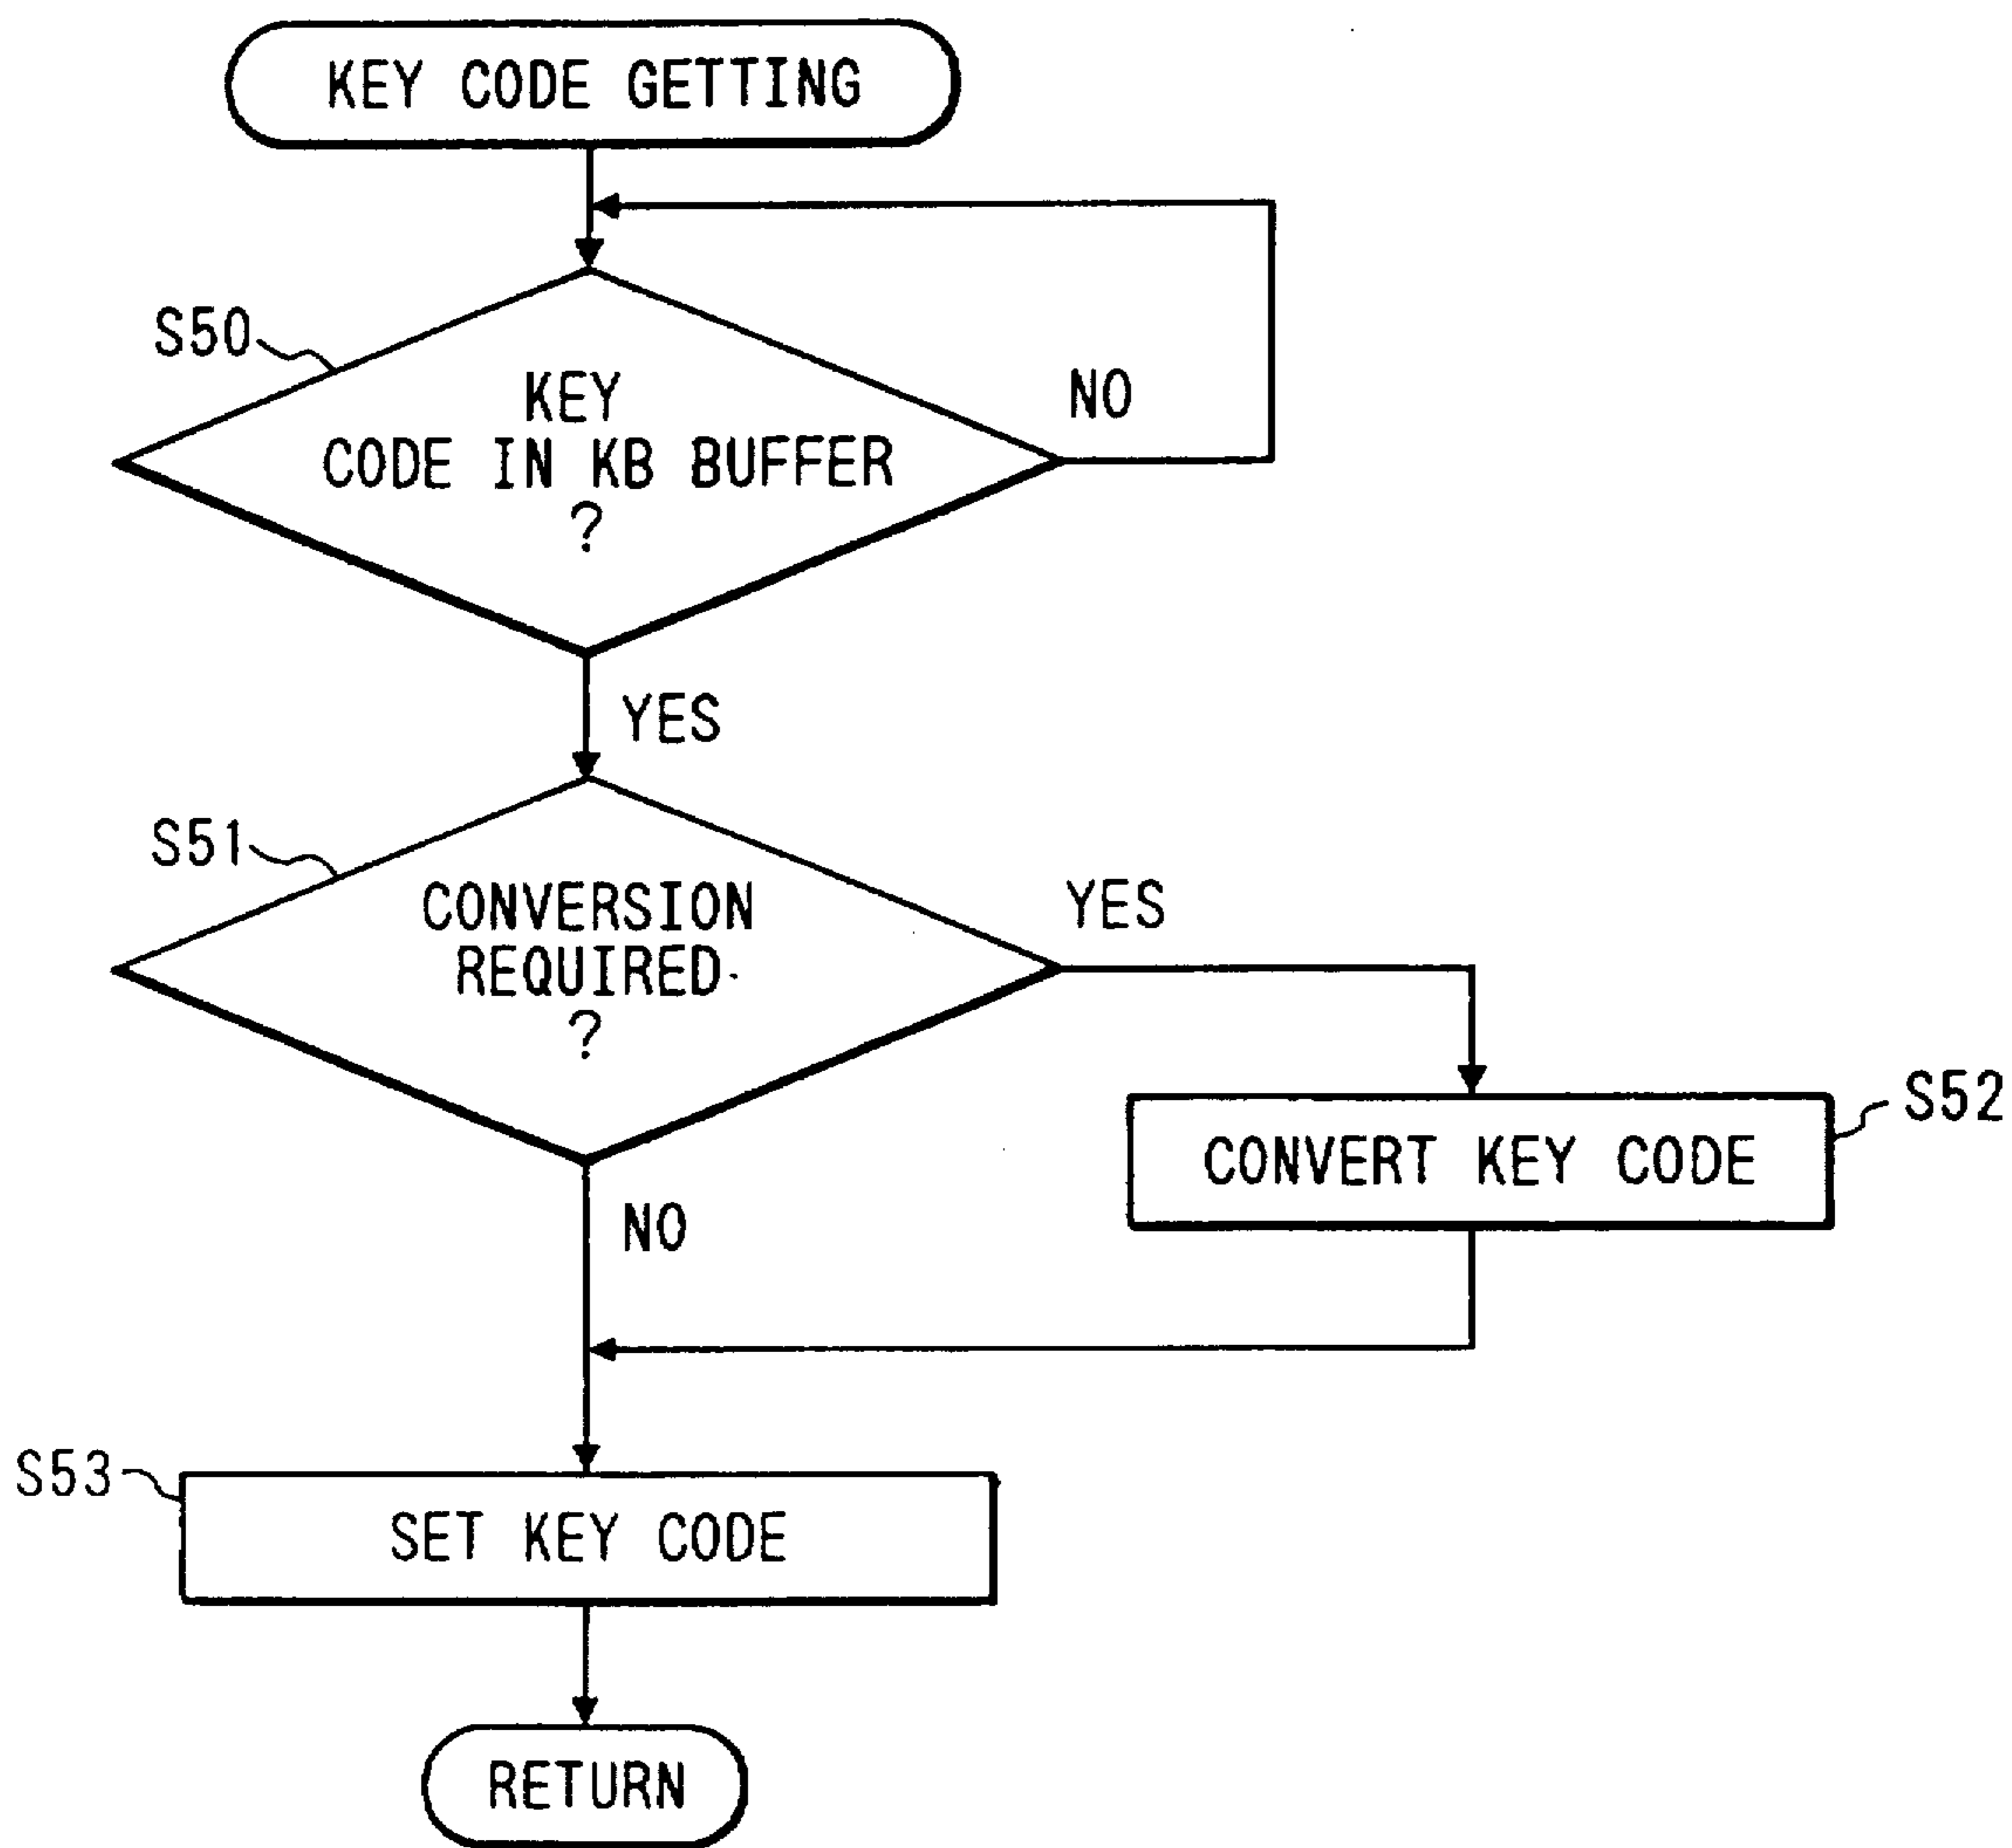 KEY CODE GETTING
S50
KEY
CODE IN KB BUFFER
?
NO
YES
S51
CONVERSION
REQUIRED
?
YES
S52
CONVERT KEY CODE
NO
S53
SET KEY CODE
RETURN